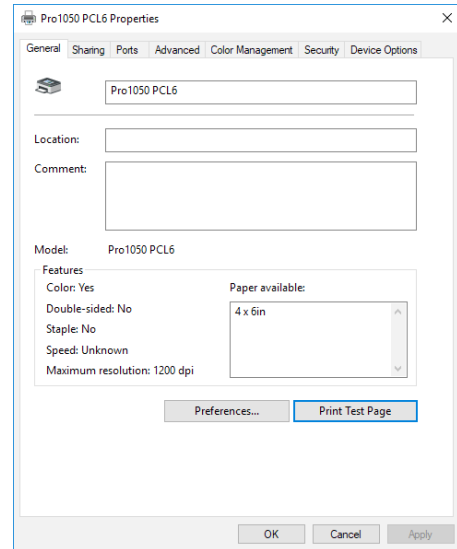 Pro1050 PCL6 Properties
General Sharing Ports Advanced Color Management Security Device Options
Pro1050 PCL6
Location:
Comment:
Model: Pro1050 PCL6
Features
Color: Yes Paper available:
Double-sided: No 4 x 6in
Staple: No
Speed: Unknown
Maximum resolution: 1200 dpi
Preferences... Print Test Page
OK Cancel Apply